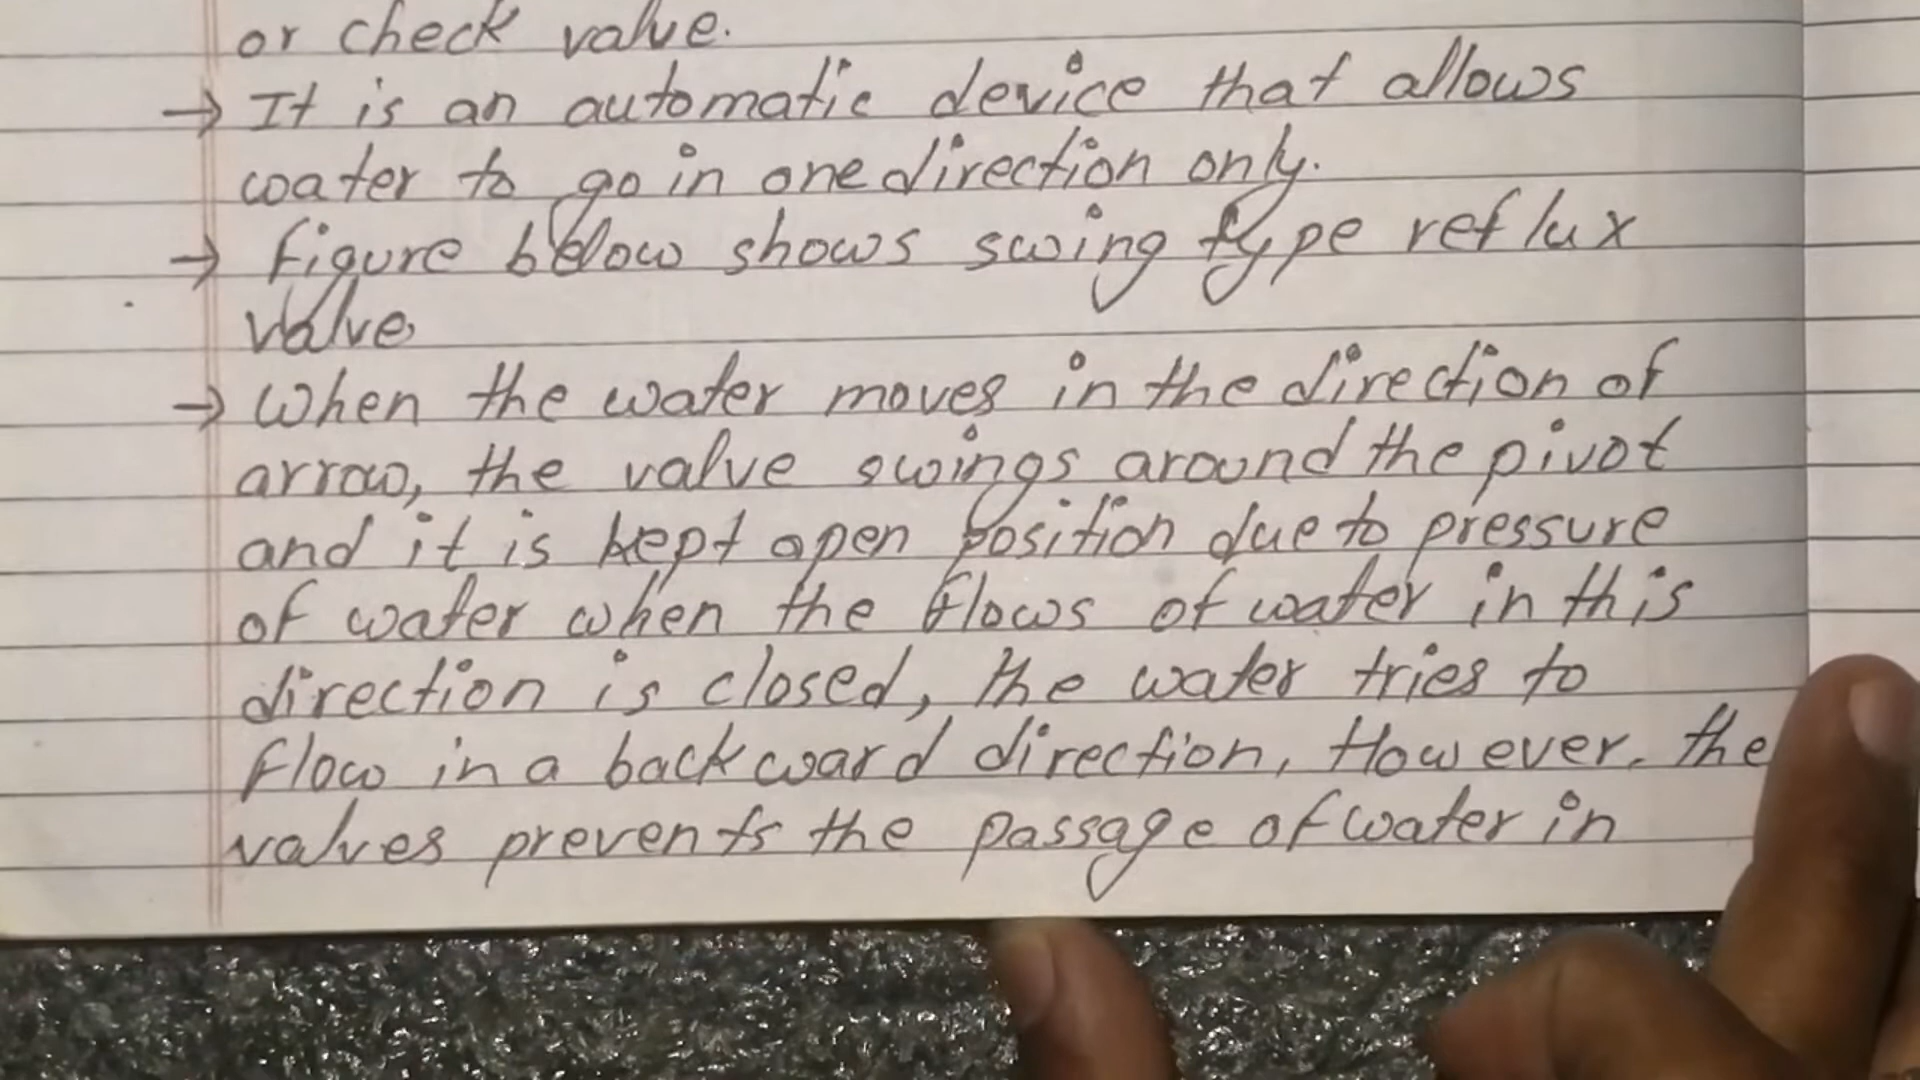 or check valve.
→ It is an automatic device that allows
water to go in one direction only.
→ Figure below shows swing type reflux
valve.
→ When the water moves in the direction of
arrow, the valve swings around the pivot
and it is kept open position due to pressure
of water when the flows of water in this
direction is closed, the water tries to
flow in a backward direction, However, the
valves prevents the passage of water in